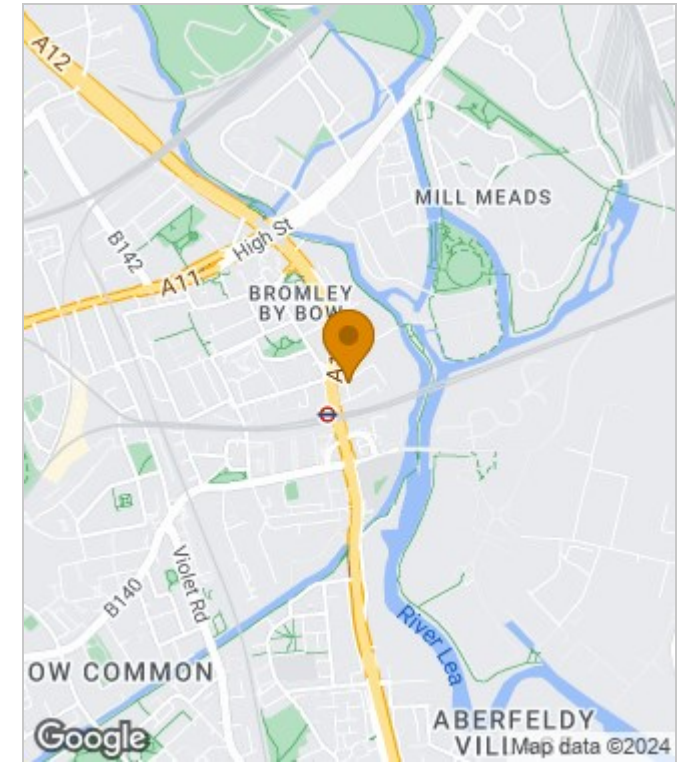 A12
MILL MEADS
B142
High St
A11
BROMLEY
BY BOW
B140
Violet Rd
River Lea
OW COMMON
ABERFELDY
Google
Map data ©2024